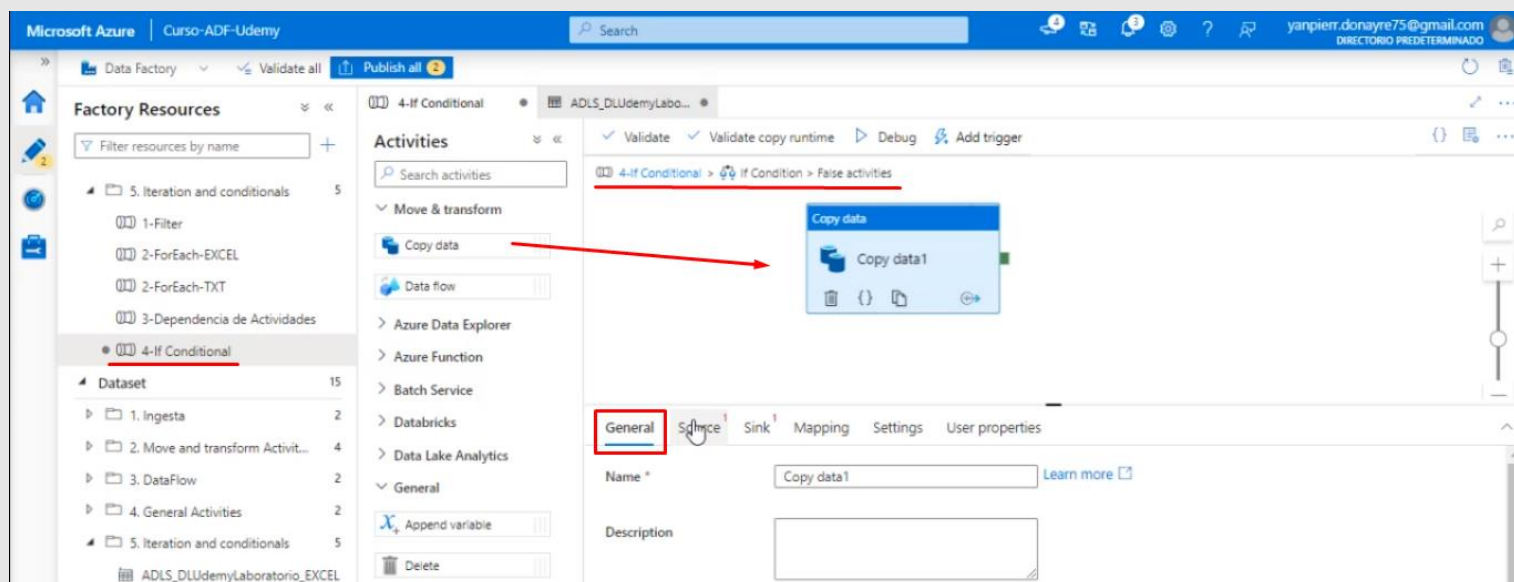 Microsoft Azure
Curso-ADF-Udemy
Search
4
3
yanpierr.donayre75@gmail.com
DIRECTORIO PREDETERMINADO
Data Factory
Validate all
Publish all 2
2
Factory Resources
Filter resources by name
5. Iteration and conditionals 5
1-Filter
2-ForEach-EXCEL
2-ForEach-TXT
3-Dependencia de Actividades
4-If Conditional
Dataset 15
1. Ingesta 2
2. Move and transform Activit... 4
3. DataFlow 2
4. General Activities 2
5. Iteration and conditionals 5
ADLS_DLUdemyLaboratorio_EXCEL
4-If Conditional
ADLS_DLUdemyLabo...
Activities
Search activities
Move & transform
Copy data
Data flow
Azure Data Explorer
Azure Function
Batch Service
Databricks
Data Lake Analytics
General
Append variable
Delete
Validate
Validate copy runtime
Debug
Add trigger
4-If Conditional > If Condition > False activities
Copy data
Copy data1
General
Source 1
Sink 1
Mapping
Settings
User properties
Name *
Copy data1
Learn more
Description